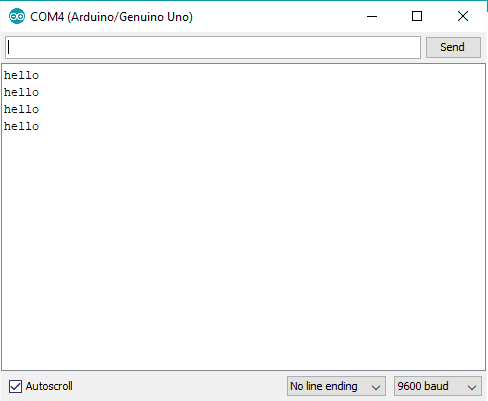 COM4 (Arduino/Genuino Uno)
Send
hello
hello
hello
hello
Autoscroll
No line ending
9600 baud